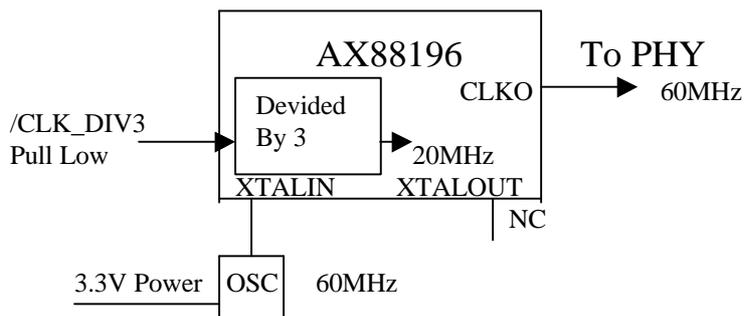 AX88196
To PHY
CLKO
60MHz
Devided
By 3
/CLK_DIV3
Pull Low
20MHz
XTALIN
XTALOUT
NC
3.3V Power
OSC
60MHz